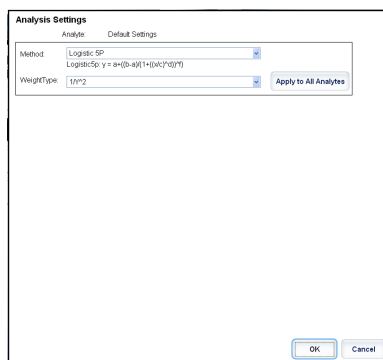 Analysis Settings
Analyte: Default Settings
Method: Logistic 5P
Logistic5p: y = a+((b-a)/(1+((x/c)^d))^f)
WeightType: 1/Y^2 Apply to All Analytes
OK Cancel